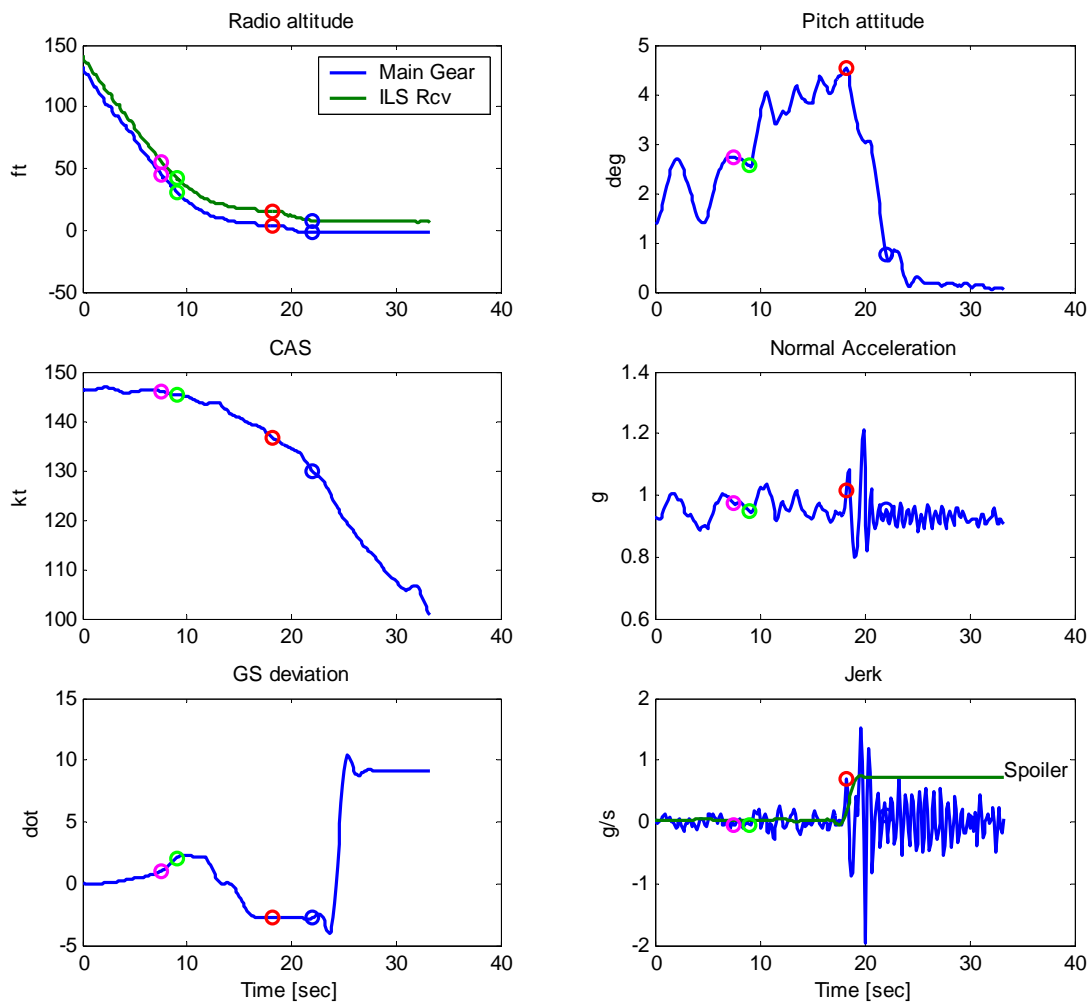 Radio altitude
150
100
50
0
-50
ft
Main Gear
ILS Rcv
0 10 20 30 40
Pitch attitude
5
4
3
2
1
0
deg
0 10 20 30 40
CAS
150
140
130
120
110
100
kt
0 10 20 30 40
Normal Acceleration
1.4
1.2
1
0.8
0.6
g
0 10 20 30 40
GS deviation
15
10
5
0
-5
dot
0 10 20 30 40
Time [sec]
Jerk
2
1
0
-1
-2
g/s
Spoiler
0 10 20 30 40
Time [sec]